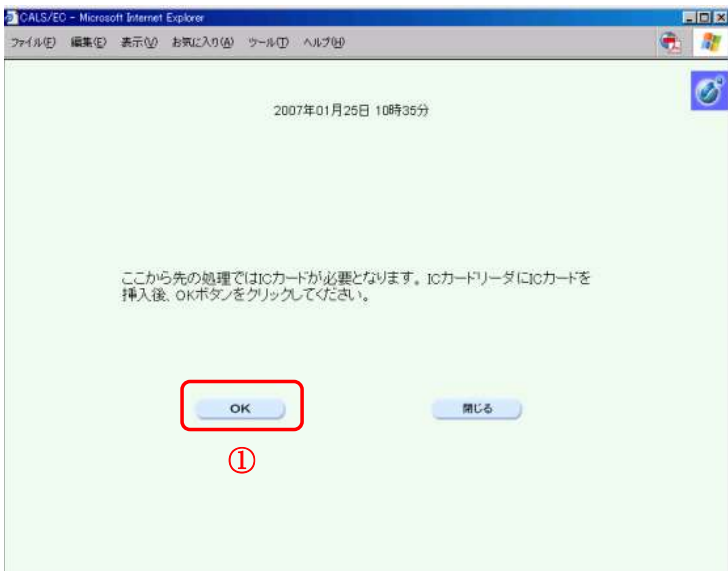 CALS/EC - Microsoft Internet Explorer
ファイル(F) 編集(E) 表示(V) お気に入り(A) ツール(T) ヘルプ(H)
2007年01月25日 10時35分
ここから先の処理ではICカードが必要となります。ICカードリーダにICカードを
挿入後、OKボタンをクリックしてください。
OK 閉じる
①